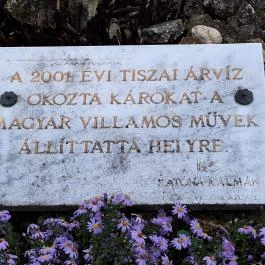 A 2001 ÉVI TISZAI ÁRVÍZ
OKOZTA KÁROKAT A
MAGYAR VILLAMOS MŰVEK
ÁLLÍTTATTA HELYRE.
KATONA KÁLMÁN